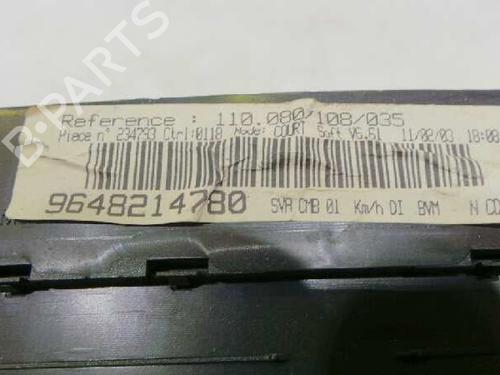 Reference : 110.080/108/035
Piece n° 234793 Ctrl:0118 Mode: COURT Soft V6.61 11/02/03 18:08
9648214780 SVR CMB 01 Km/h DI BVM N CD
B-PARTS